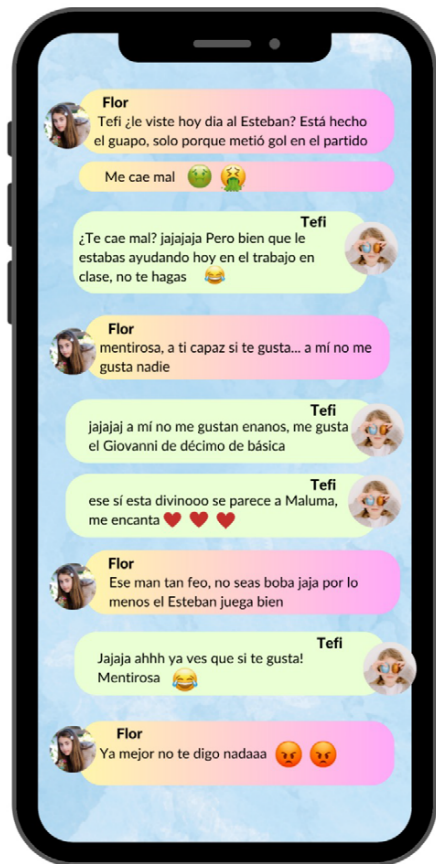 Flor
Tefi ¿le viste hoy dia al Esteban? Está hecho
el guapo, solo porque metió gol en el partido
Me cae mal 🤢 🤮
Tefi
¿Te cae mal? jajajaja Pero bien que le
estabas ayudando hoy en el trabajo en
clase, no te hagas 😂
Flor
mentirosa, a ti capaz si te gusta... a mí no me
gusta nadie
Tefi
jajajaj a mí no me gustan enanos, me gusta
el Giovanni de décimo de básica
Tefi
ese sí esta divinooo se parece a Maluma,
me encanta ❤️ ❤️ ❤️
Flor
Ese man tan feo, no seas boba jaja por lo
menos el Esteban juega bien
Tefi
Jajaja ahhh ya ves que si te gusta!
Mentirosa 😂
Flor
Ya mejor no te digo nadaaa 😡 😡